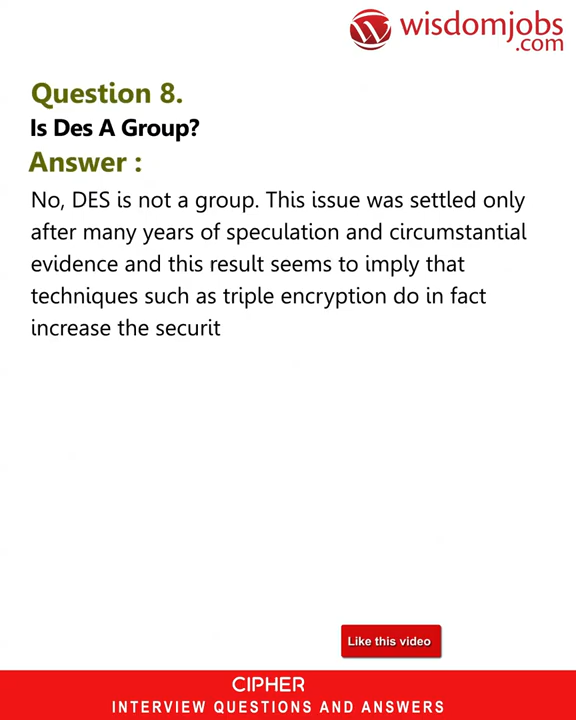 wisdomjobs
.com
Question 8.
Is Des A Group?
Answer :
No, DES is not a group. This issue was settled only
after many years of speculation and circumstantial
evidence and this result seems to imply that
techniques such as triple encryption do in fact
increase the securit
Like this video
CIPHER
INTERVIEW QUESTIONS AND ANSWERS